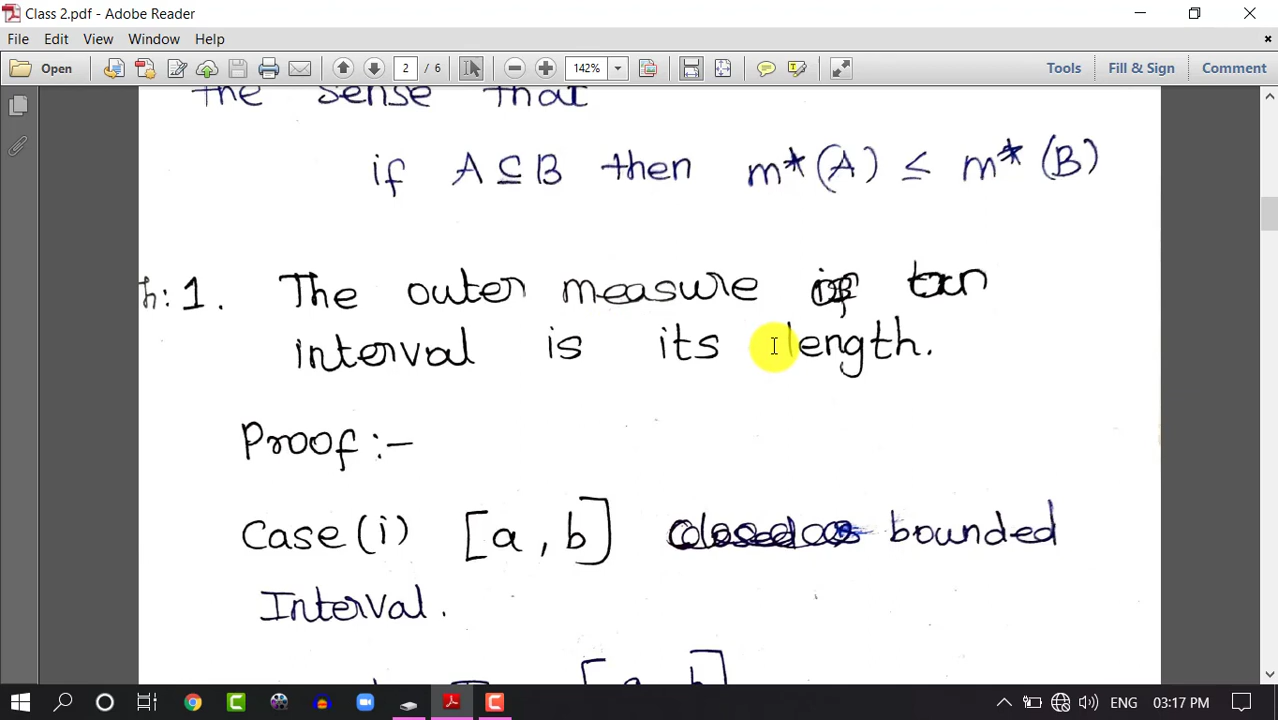 Class 2.pdf - Adobe Reader
File Edit View Window Help
Open 2 / 6 142% Tools Fill & Sign Comment
the sense that
if A ⊆ B then m*(A) ≤ m*(B)
h: 1. The outer measure of an
interval is its length.
Proof :-
Case(i) [a, b] bounded
Interval.
[a, b]
ENG 03:17 PM